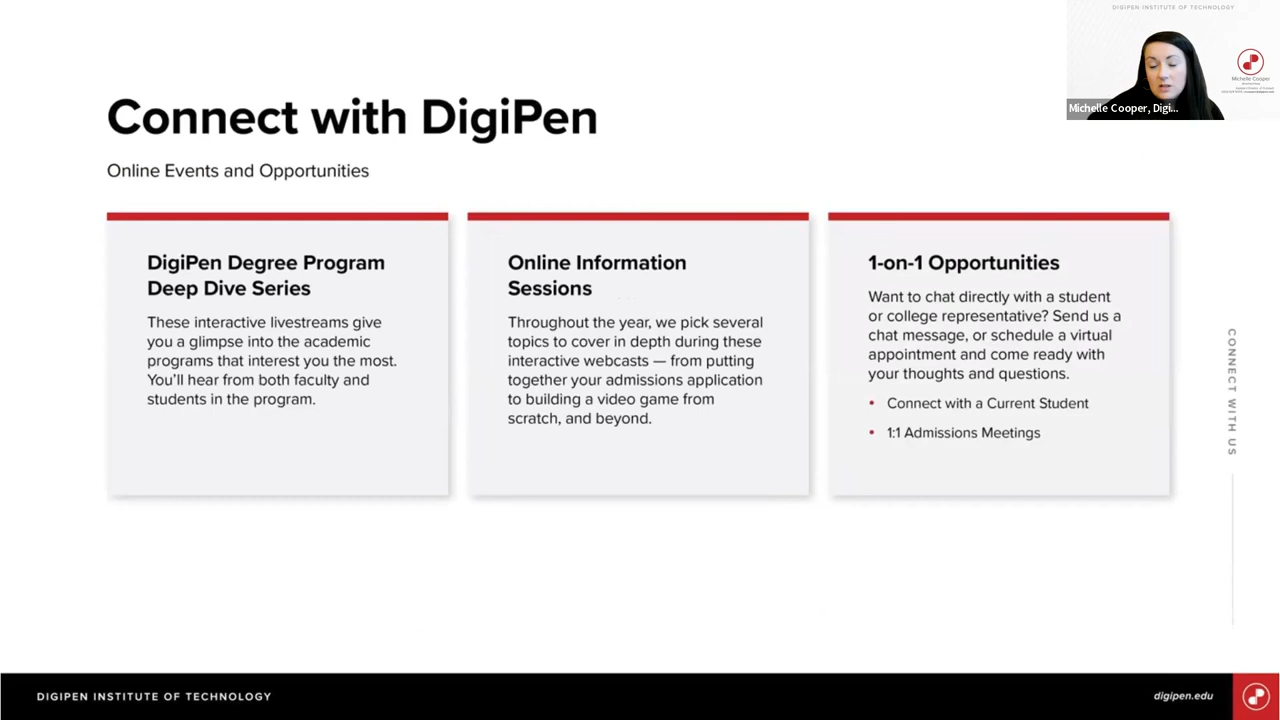 DIGIPEN INSTITUTE OF TECHNOLOGY
Michelle Cooper
Michelle Cooper, Digi...
Connect with DigiPen
Online Events and Opportunities
DigiPen Degree Program
Deep Dive Series
These interactive livestreams give
you a glimpse into the academic
programs that interest you the most.
You'll hear from both faculty and
students in the program.
Online Information
Sessions
Throughout the year, we pick several
topics to cover in depth during these
interactive webcasts — from putting
together your admissions application
to building a video game from
scratch, and beyond.
1-on-1 Opportunities
Want to chat directly with a student
or college representative? Send us a
chat message, or schedule a virtual
appointment and come ready with
your thoughts and questions.
• Connect with a Current Student
• 1:1 Admissions Meetings
CONNECT WITH US
DIGIPEN INSTITUTE OF TECHNOLOGY
digipen.edu